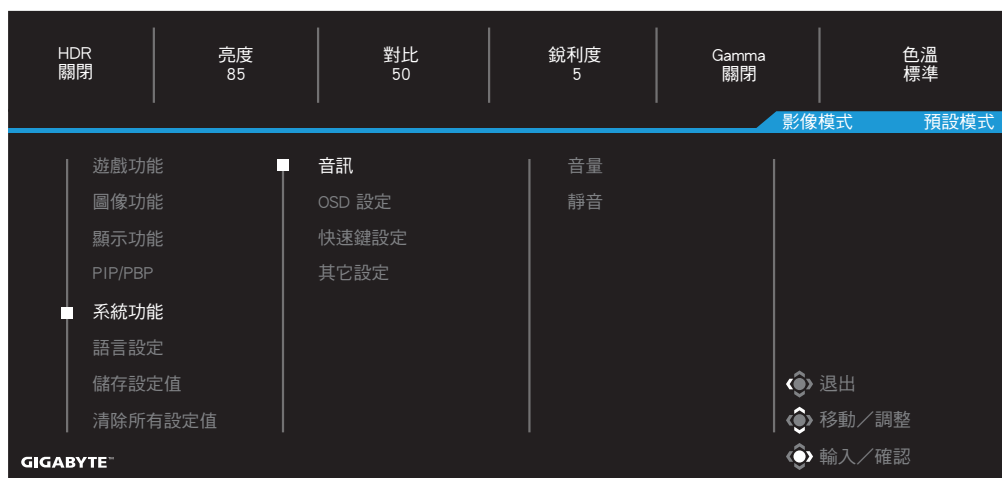 HDR 亮度 對比 銳利度 Gamma 色溫
關閉 85 50 5 關閉 標準
影像模式 預設模式
遊戲功能 音訊 音量
圖像功能 OSD 設定 靜音
顯示功能 快速鍵設定
PIP/PBP 其它設定
系統功能
語言設定
儲存設定值 退出
清除所有設定值 移動／調整
GIGABYTE™ 輸入／確認